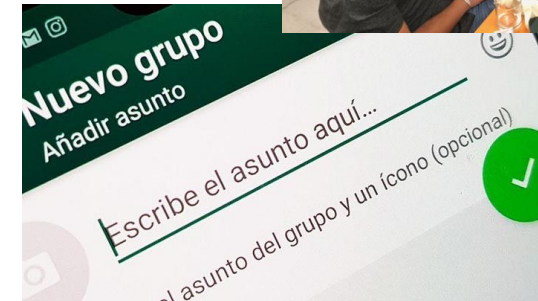 Nuevo grupo
Añadir asunto
Escribe el asunto aquí...
el asunto del grupo y un ícono (opcional)